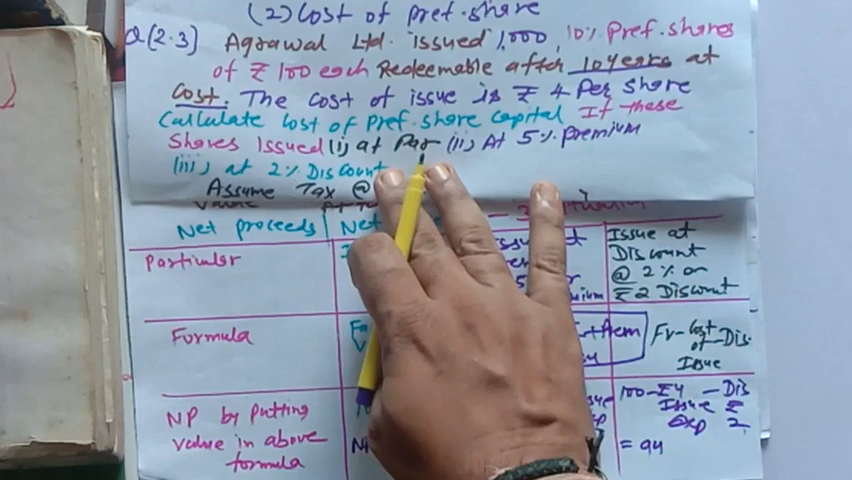 (2) Cost of Pref.share
Q(2.3) Agrawal Ltd. issued 1,000, 10% Pref.shares
of ₹ 100 each Redeemable after 10 years at
Cost. The cost of issue is ₹ 4 Per share
Calculate Cost of Pref.share capital If these
Shares Issued (i) at Par (ii) At 5% Premium
(iii) at 2% Discount
Assume Tax @
Net proceeds
Particular
Issue at
Discount
@ 2% or
₹2 Discount
Formula
Fv-Cost -Dis.
of
Issue
NP by putting
value in above
formula
100-₹4 -Dis
Issue ₹
Exp 2
= 94